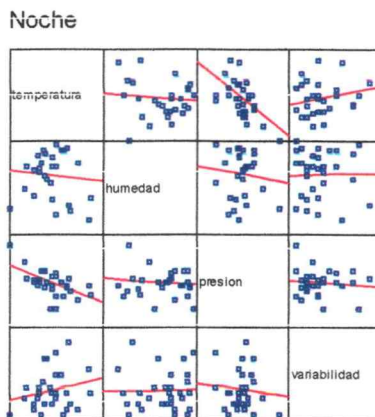 Noche
temperatura
humedad
presion
variabilidad